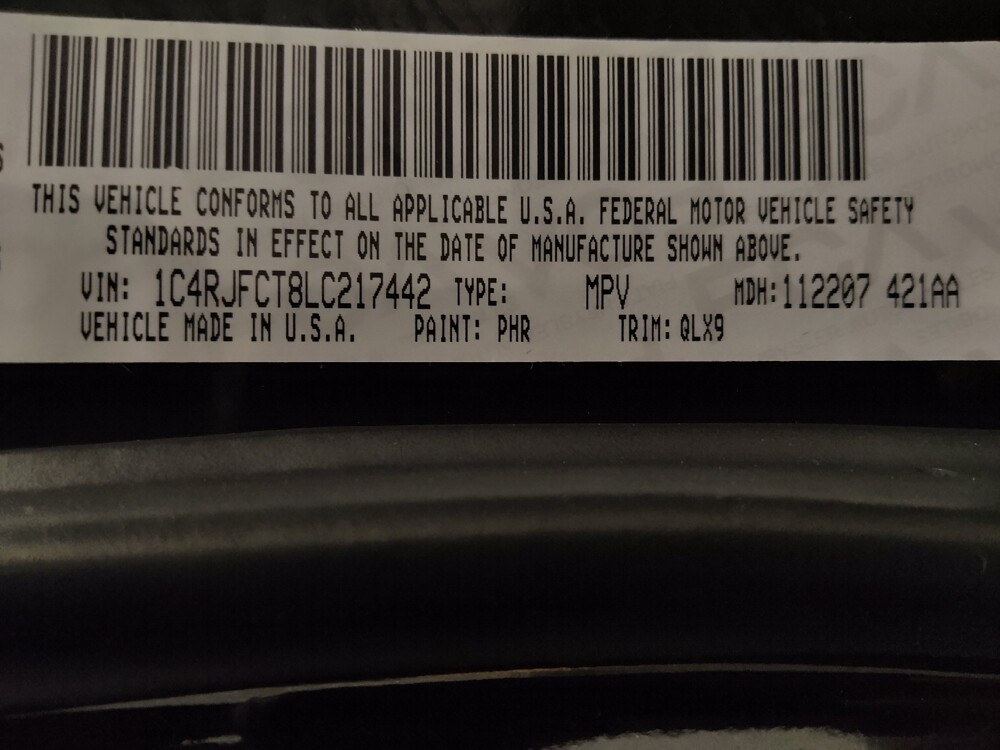 THIS VEHICLE CONFORMS TO ALL APPLICABLE U.S.A. FEDERAL MOTOR VEHICLE SAFETY
STANDARDS IN EFFECT ON THE DATE OF MANUFACTURE SHOWN ABOVE.
VIN: 1C4RJFCT8LC217442 TYPE: MPV MDH:112207 421AA
VEHICLE MADE IN U.S.A. PAINT: PHR TRIM: QLX9